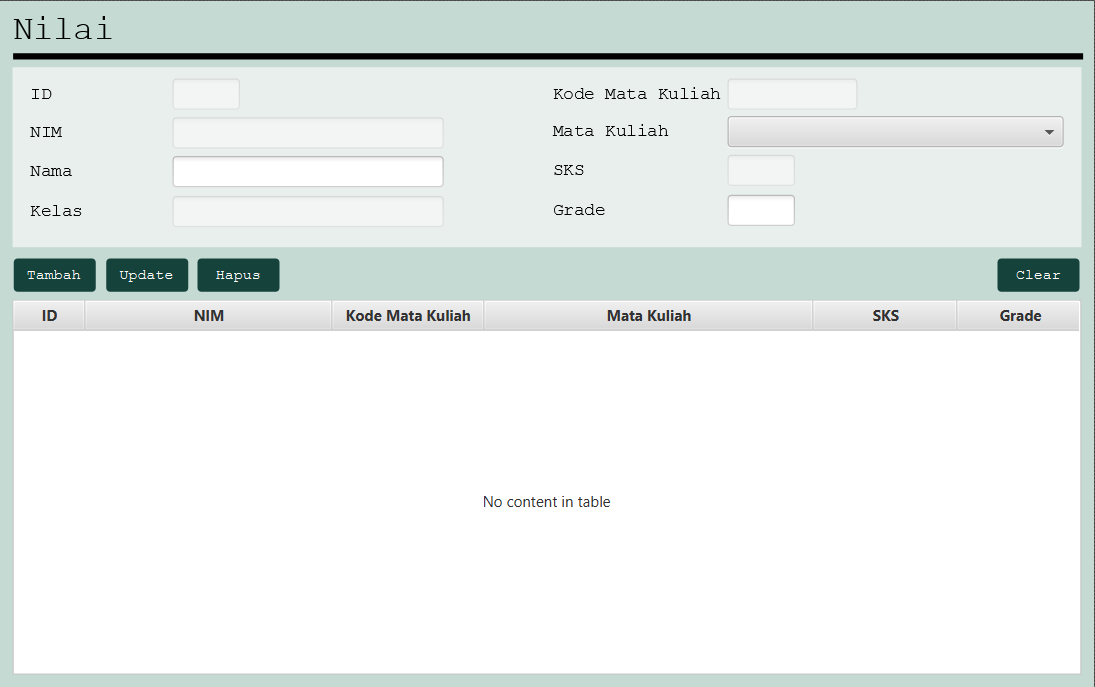 Nilai
ID
Kode Mata Kuliah
NIM
Mata Kuliah
Nama
SKS
Kelas
Grade
Tambah Update Hapus Clear
ID NIM Kode Mata Kuliah Mata Kuliah SKS Grade
No content in table